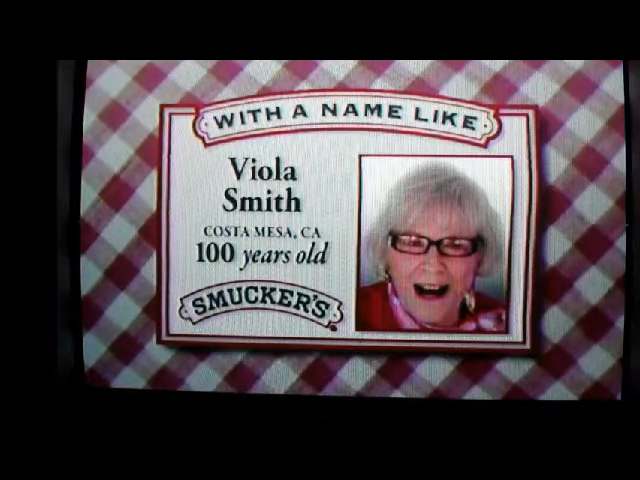 WITH A NAME LIKE
Viola
Smith
COSTA MESA, CA
100 years old
SMUCKER'S